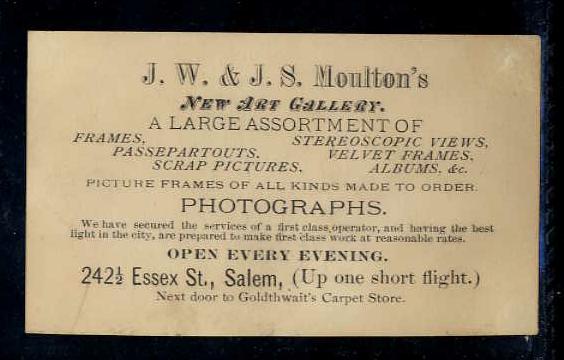 J. W. & J. S. Moulton's
NEW ART GALLERY.
A LARGE ASSORTMENT OF
FRAMES, STEREOSCOPIC VIEWS,
PASSEPARTOUTS. VELVET FRAMES,
SCRAP PICTURES, ALBUMS. &c.
PICTURE FRAMES OF ALL KINDS MADE TO ORDER.
PHOTOGRAPHS.
We have secured the services of a first class operator, and having the best
light in the city, are prepared to make first class work at reasonable rates.
OPEN EVERY EVENING.
242½ Essex St., Salem, (Up one short flight.)
Next door to Goldthwait's Carpet Store.